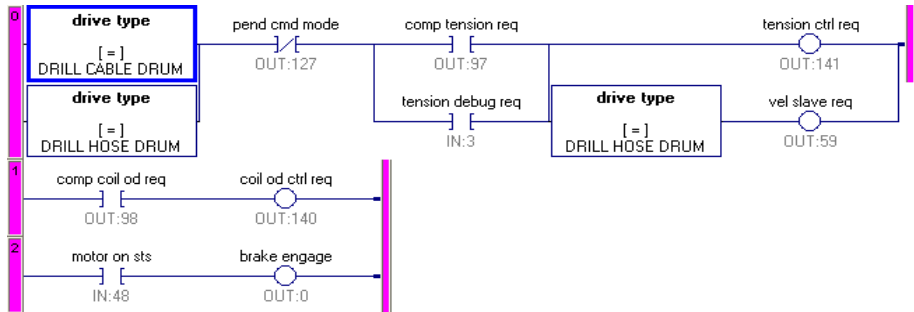 0
drive type
[ = ]
DRILL CABLE DRUM
pend cmd mode
OUT:127
comp tension req
OUT:97
tension ctrl req
OUT:141
drive type
[ = ]
DRILL HOSE DRUM
tension debug req
IN:3
drive type
[ = ]
DRILL HOSE DRUM
vel slave req
OUT:59
1
comp coil od req
OUT:98
coil od ctrl req
OUT:140
2
motor on sts
IN:48
brake engage
OUT:0